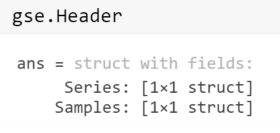 gse.Header
ans = struct with fields:
Series: [1×1 struct]
Samples: [1×1 struct]